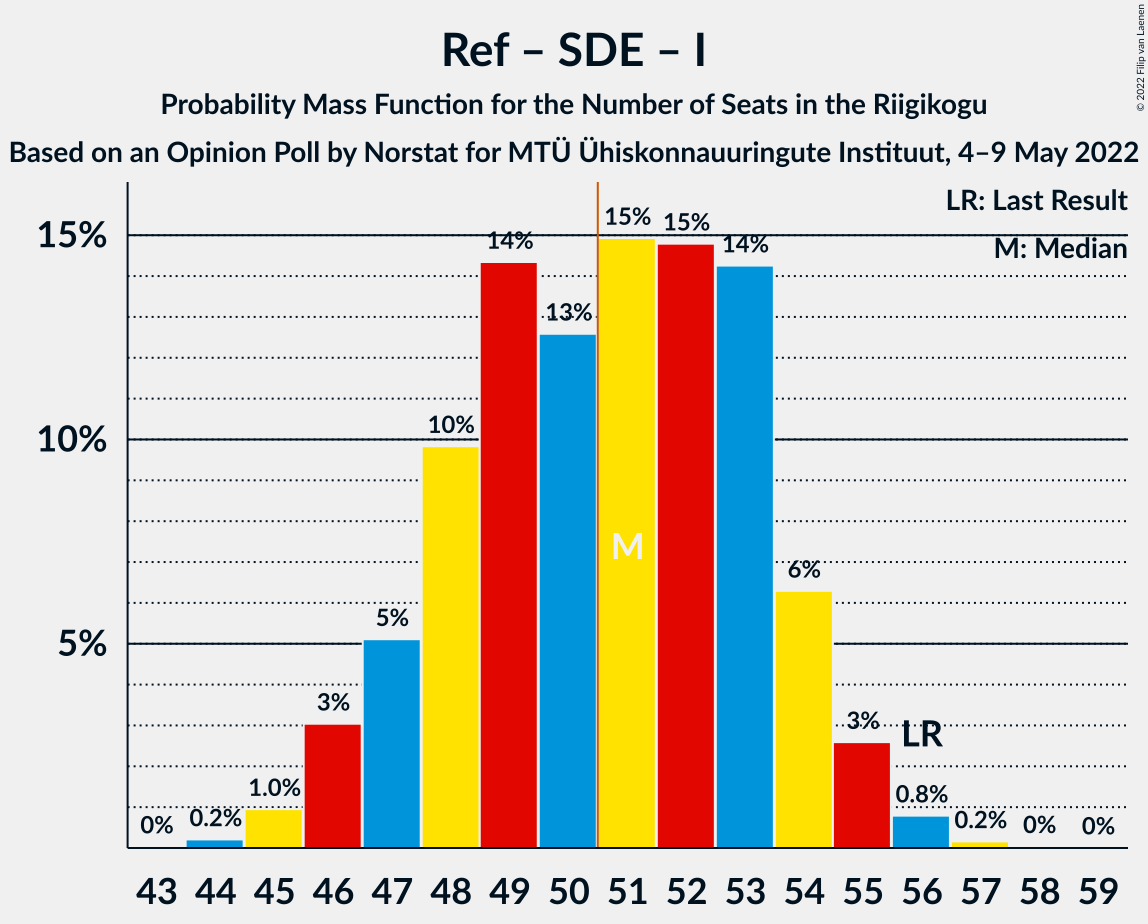 Ref – SDE – I
Probability Mass Function for the Number of Seats in the Riigikogu
Based on an Opinion Poll by Norstat for MTÜ Ühiskonnauuringute Instituut, 4–9 May 2022
© 2022 Filip van Laenen
LR: Last Result
M: Median
15%
10%
5%
0%
0.2%
1.0%
3%
5%
10%
14%
13%
15%
15%
14%
6%
3%
0.8%
0.2%
0%
0%
M
LR
43 44 45 46 47 48 49 50 51 52 53 54 55 56 57 58 59